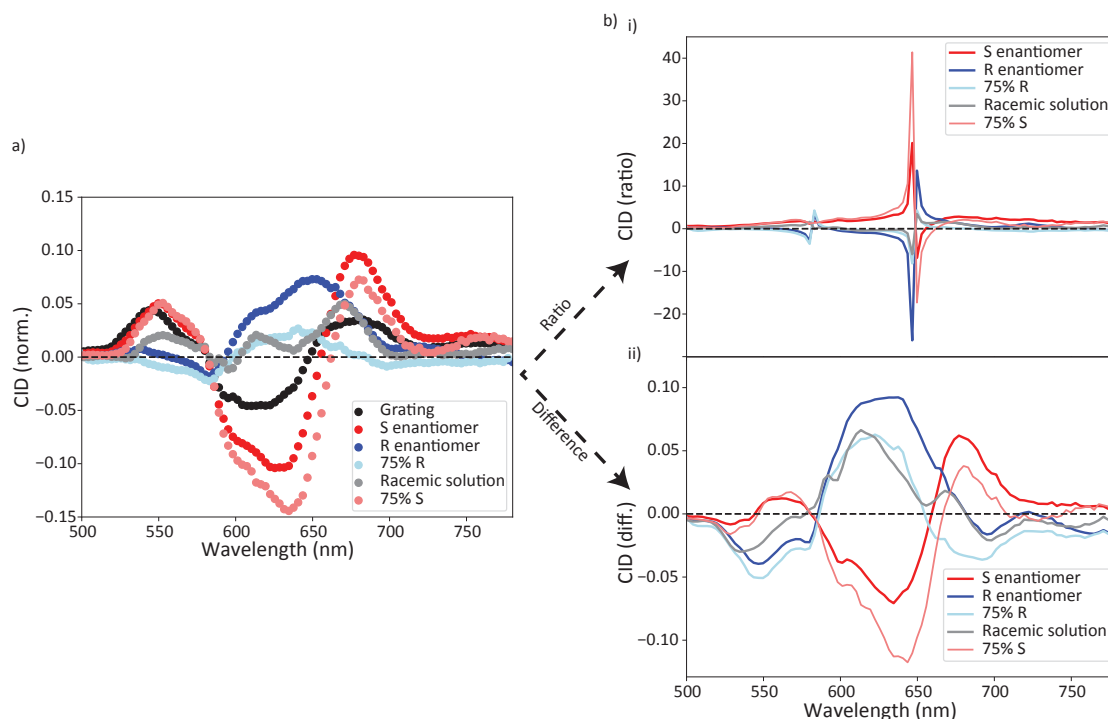 a)
CID (norm.)
0.15
0.10
0.05
0.00
−0.05
−0.10
−0.15
500
550
600
650
700
750
Wavelength (nm)
Grating
S enantiomer
R enantiomer
75% R
Racemic solution
75% S
Ratio
Difference
b)
i)
CID (ratio)
40
30
20
10
0
−10
−20
S enantiomer
R enantiomer
75% R
Racemic solution
75% S
ii)
CID (diff.)
0.10
0.05
0.00
−0.05
−0.10
S enantiomer
R enantiomer
75% R
Racemic solution
75% S
500
550
600
650
700
750
Wavelength (nm)